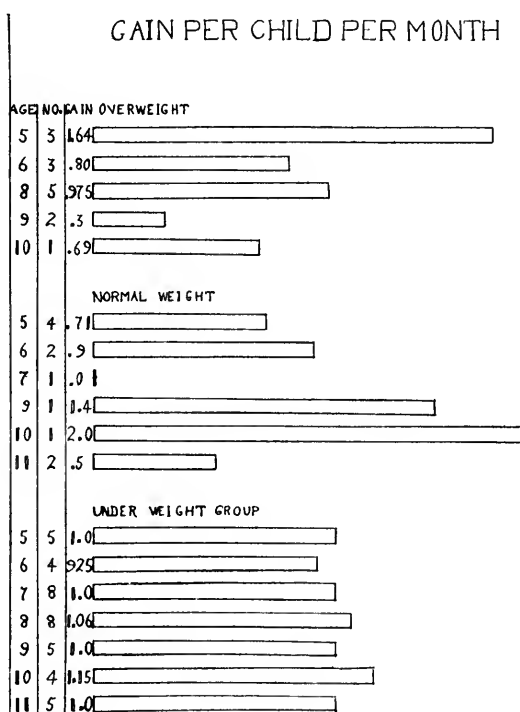 GAIN PER CHILD PER MONTH
AGE NO. GAIN OVERWEIGHT
5 3 1.64
6 3 .80
8 5 .975
9 2 .3
10 1 .69
NORMAL WEIGHT
5 4 .71
6 2 .9
7 1 .0
9 1 1.4
10 1 2.0
11 2 .5
UNDER WEIGHT GROUP
5 5 1.0
6 4 .925
7 8 1.0
8 8 1.06
9 5 1.0
10 4 1.15
11 5 1.0